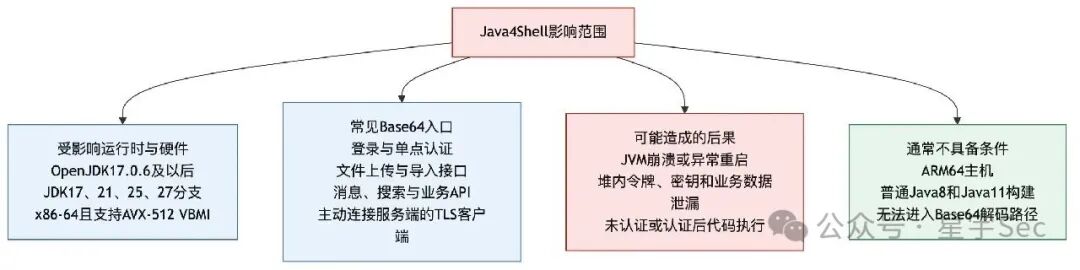 Java4Shell影响范围
受影响运行时与硬件
OpenJDK17.0.6及以后
JDK17、21、25、27分支
x86-64且支持AVX-512 VBMI
常见Base64入口
登录与单点认证
文件上传与导入接口
消息、搜索与业务API
主动连接服务端的TLS客户
端
可能造成的后果
JVM崩溃或异常重启
堆内令牌、密钥和业务数据
泄漏
未认证或认证后代码执行
通常不具备条件
ARM64主机
普通Java8和Java11构建
无法进入Base64解码路径
公众号 · 星宇Sec